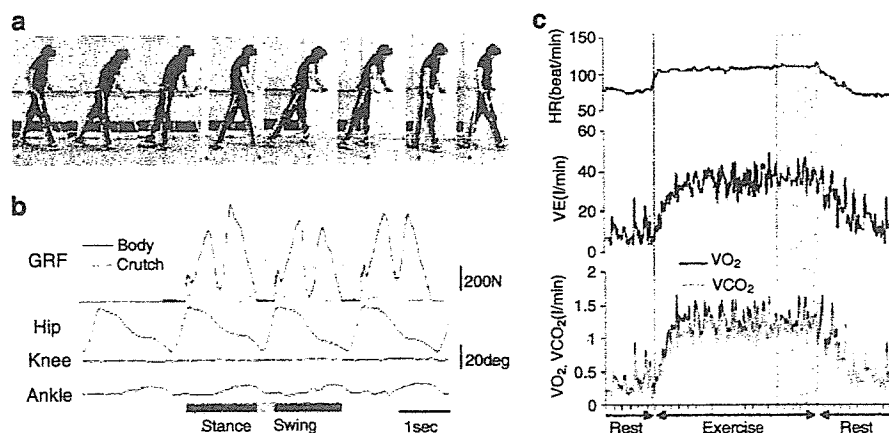 a
b
Body
Crutch
GRF
200N
Hip
Knee
20deg
Ankle
Stance Swing 1sec
c
HR(beat/min)
150
100
50
VE(l/min)
60
40
20
0
VO2, VCO2(l/min)
2
1.5
1
0.5
0
VO2
VCO2
Rest Exercise Rest